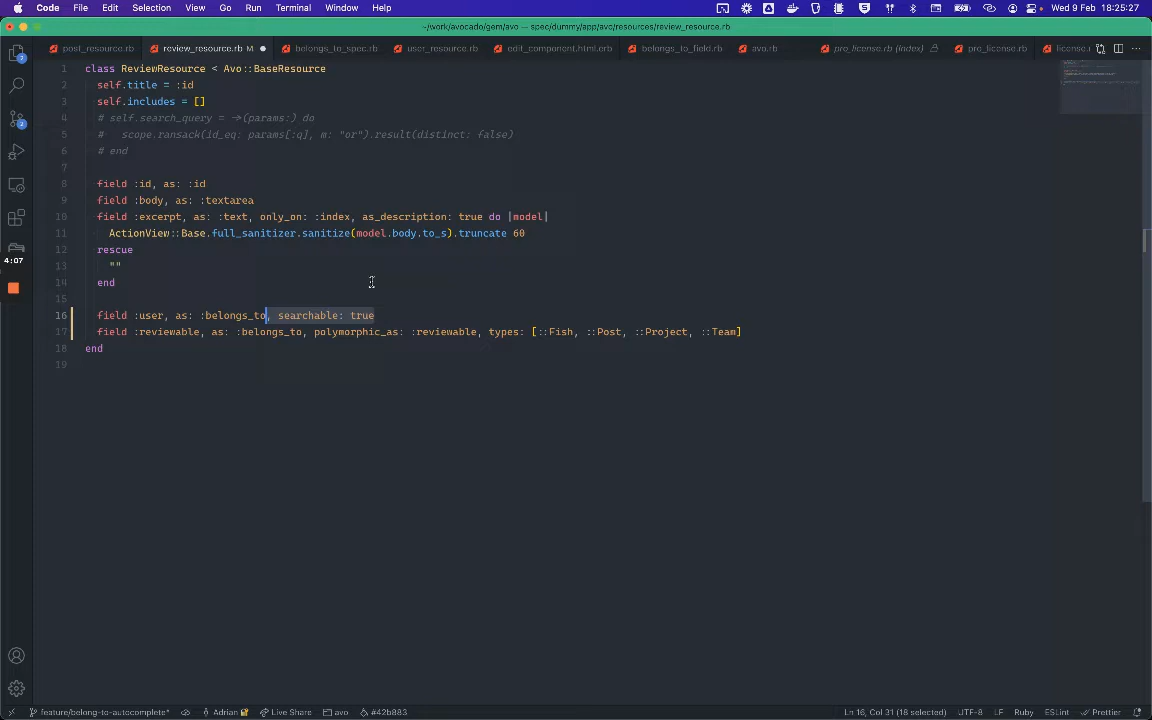 Code File Edit Selection View Go Run Terminal Window Help Wed 9 Feb 18:25:27
~/work/avocado/gem/avo — spec/dummy/app/avo/resources/review_resource.rb
post_resource.rb review_resource.rb M belongs_to_spec.rb user_resource.rb edit_component.html.erb belongs_to_field.rb avo.rb pro_license.rb (Index) pro_license.rb license.r
1 class ReviewResource < Avo::BaseResource
2 self.title = :id
3 self.includes = []
4 # self.search_query = ->(params:) do
5 #   scope.ransack(id_eq: params[:q], m: "or").result(distinct: false)
6 # end
7
8 field :id, as: :id
9 field :body, as: :textarea
10 field :excerpt, as: :text, only_on: :index, as_description: true do |model|
11 ActionView::Base.full_sanitizer.sanitize(model.body.to_s).truncate 60
12 rescue
13 ""
14 end
15
16 field :user, as: :belongs_to, searchable: true
17 field :reviewable, as: :belongs_to, polymorphic_as: :reviewable, types: [::Fish, ::Post, ::Project, ::Team]
18 end
19
2
2
4:07
feature/belong-to-autocomplete* Adrian Live Share avo #42b883 Ln 16, Col 31 (18 selected) UTF-8 LF Ruby ESLint Prettier